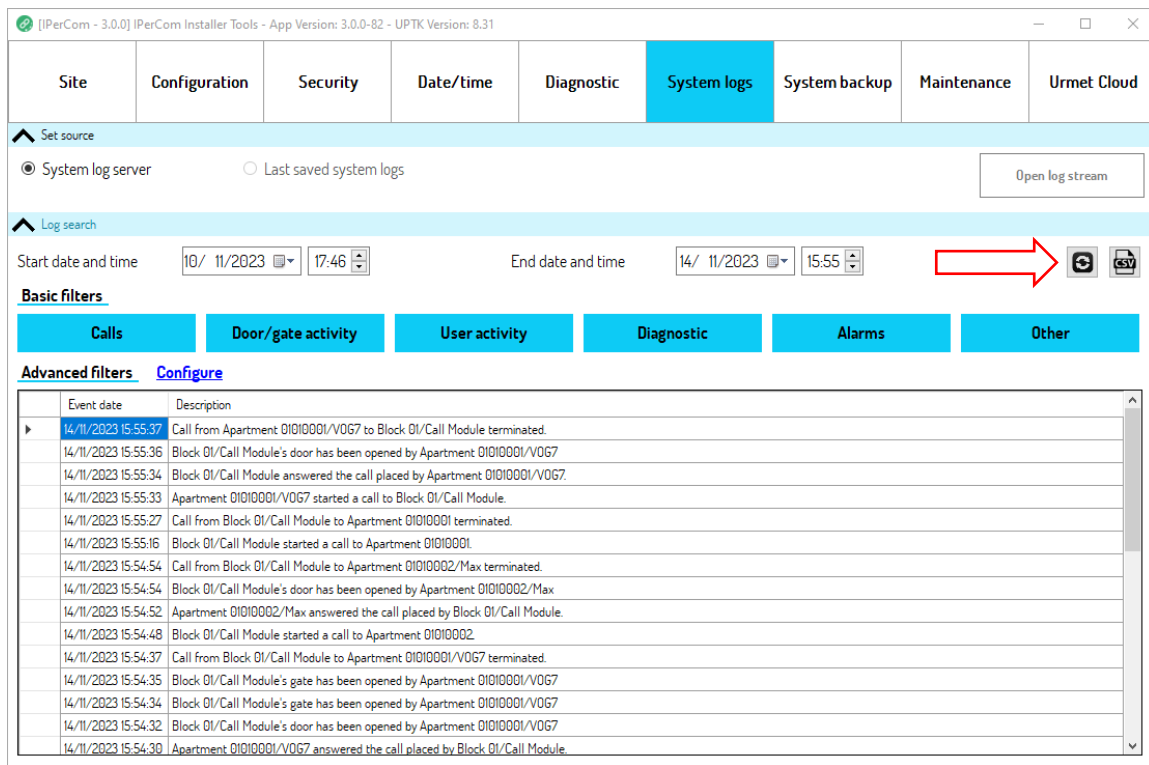 [IPerCom - 3.0.0] IPerCom Installer Tools - App Version: 3.0.0-82 - UPTK Version: 8.31
Site Configuration Security Date/time Diagnostic System logs System backup Maintenance Urmet Cloud
Set source
System log server Last saved system logs Open log stream
Log search
Start date and time 10/ 11/2023 17:46 End date and time 14/ 11/2023 15:55 CSV
Basic filters
Calls Door/gate activity User activity Diagnostic Alarms Other
Advanced filters Configure
Event date Description
14/11/2023 15:55:37 Call from Apartment 01010001/VOG7 to Block 01/Call Module terminated.
14/11/2023 15:55:36 Block 01/Call Module's door has been opened by Apartment 01010001/VOG7
14/11/2023 15:55:34 Block 01/Call Module answered the call placed by Apartment 01010001/VOG7.
14/11/2023 15:55:33 Apartment 01010001/VOG7 started a call to Block 01/Call Module.
14/11/2023 15:55:27 Call from Block 01/Call Module to Apartment 01010001 terminated.
14/11/2023 15:55:16 Block 01/Call Module started a call to Apartment 01010001.
14/11/2023 15:54:54 Call from Block 01/Call Module to Apartment 01010002/Max terminated.
14/11/2023 15:54:54 Block 01/Call Module's door has been opened by Apartment 01010002/Max
14/11/2023 15:54:52 Apartment 01010002/Max answered the call placed by Block 01/Call Module.
14/11/2023 15:54:48 Block 01/Call Module started a call to Apartment 01010002.
14/11/2023 15:54:37 Call from Block 01/Call Module to Apartment 01010001/VOG7 terminated.
14/11/2023 15:54:35 Block 01/Call Module's gate has been opened by Apartment 01010001/VOG7
14/11/2023 15:54:34 Block 01/Call Module's gate has been opened by Apartment 01010001/VOG7
14/11/2023 15:54:32 Block 01/Call Module's door has been opened by Apartment 01010001/VOG7
14/11/2023 15:54:30 Apartment 01010001/VOG7 answered the call placed by Block 01/Call Module.